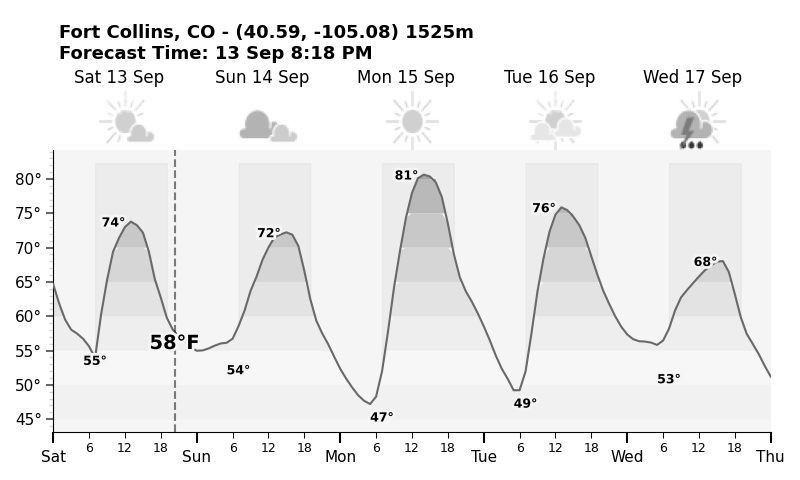 Fort Collins, CO - (40.59, -105.08) 1525m
Forecast Time: 13 Sep 8:18 PM
Sat 13 Sep Sun 14 Sep Mon 15 Sep Tue 16 Sep Wed 17 Sep
80° 81°
75° 74° 76°
70° 72° 68°
65°
60°
55° 55° 58°F 54°
50° 53°
45° 47° 49°
6 12 18 6 12 18 6 12 18 6 12 18 6 12 18
Sat Sun Mon Tue Wed Thu